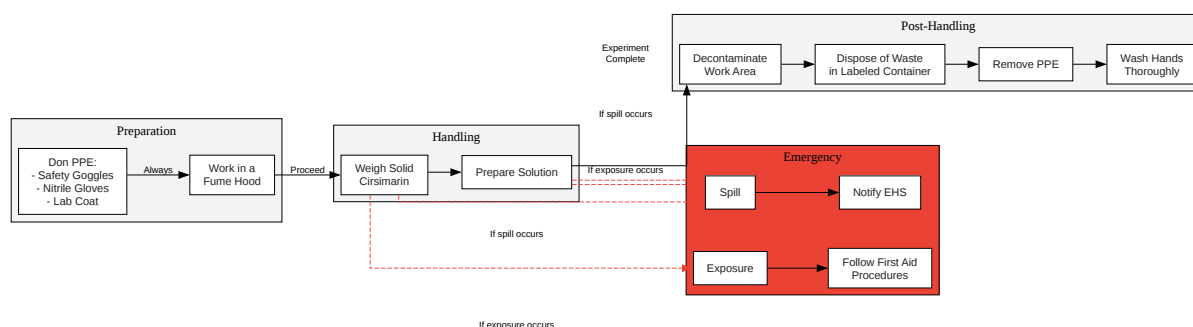 Post-Handling
Experiment
Complete
Decontaminate
Work Area
Dispose of Waste
in Labeled Container
Remove PPE
Wash Hands
Thoroughly
If spill occurs
Preparation
Don PPE:
- Safety Goggles
- Nitrile Gloves
- Lab Coat
Always
Work in a
Fume Hood
Proceed
Handling
Weigh Solid
Cirsimarin
Prepare Solution
If exposure occurs
Emergency
Spill
Notify EHS
If spill occurs
Exposure
Follow First Aid
Procedures
If exposure occurs